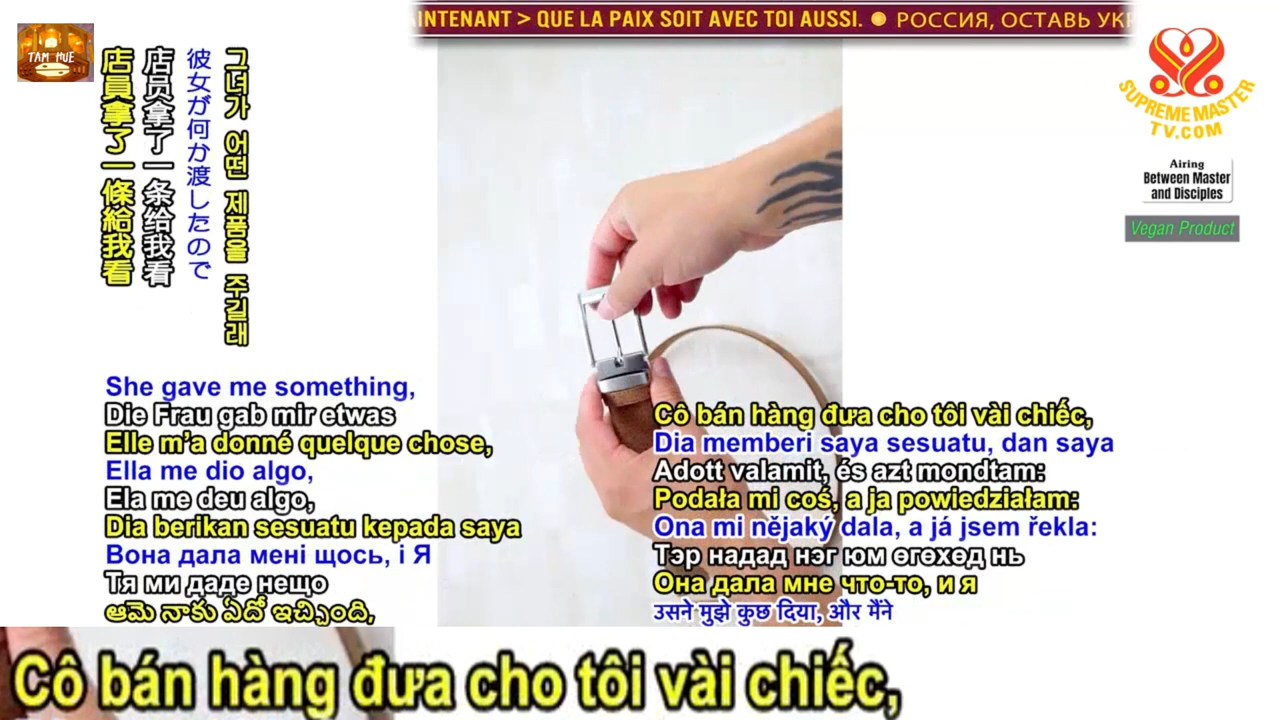 INTENANT > QUE LA PAIX SOIT AVEC TOI AUSSI. РОССИЯ, ОСТАВЬ УКР
TAM HUE
店員拿了一條給我看
店员拿了一条给我看
彼女が何か渡したので
그녀가 어떤 제품을 주길래
SUPREME MASTER
TV.COM
Airing
Between Master
and Disciples
Vegan Product
She gave me something,
Die Frau gab mir etwas
Elle m'a donné quelque chose,
Ella me dio algo,
Ela me deu algo,
Dia berikan sesuatu kepada saya
Вона дала мені щось, і Я
Тя ми даде нещо
ఆమె నాకు ఏదో ఇచ్చింది,
Cô bán hàng đưa cho tôi vài chiếc,
Dia memberi saya sesuatu, dan saya
Adott valamit, és azt mondtam:
Podała mi coś, a ja powiedziałam:
Ona mi nějaký dala, a já jsem řekla:
Тэр надад нэг юм өгөхөд нь
Она дала мне что-то, и я
उसने मुझे कुछ दिया, और मैंने
Cô bán hàng đưa cho tôi vài chiếc,